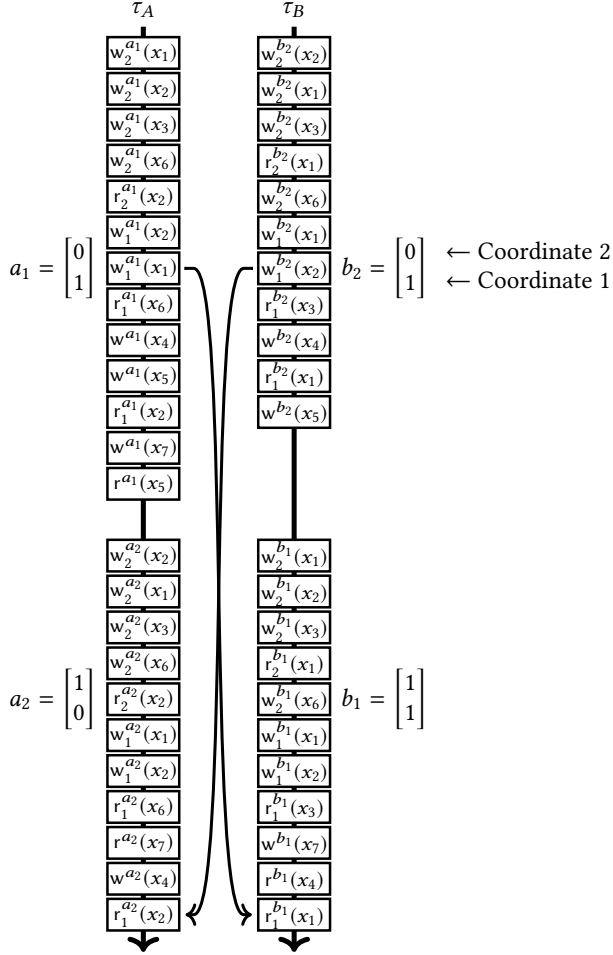 τ_A τ_B
w_2^{a_1}(x_1) w_2^{b_2}(x_2)
w_2^{a_1}(x_2) w_2^{b_2}(x_1)
w_2^{a_1}(x_3) w_2^{b_2}(x_3)
w_2^{a_1}(x_6) r_2^{b_2}(x_1)
r_2^{a_1}(x_2) w_2^{b_2}(x_6)
w_1^{a_1}(x_2) w_1^{b_2}(x_1)
a_1 = [0 1] w_1^{a_1}(x_1) w_1^{b_2}(x_2) b_2 = [0 1] ← Coordinate 2
← Coordinate 1
r_1^{a_1}(x_6) r_1^{b_2}(x_3)
w^{a_1}(x_4) w^{b_2}(x_4)
w^{a_1}(x_5) r_1^{b_2}(x_1)
r_1^{a_1}(x_2) w^{b_2}(x_5)
w^{a_1}(x_7)
r^{a_1}(x_5)
w_2^{a_2}(x_2) w_2^{b_1}(x_1)
w_2^{a_2}(x_1) w_2^{b_1}(x_2)
w_2^{a_2}(x_3) w_2^{b_1}(x_3)
w_2^{a_2}(x_6) r_2^{b_1}(x_1)
a_2 = [1 0] r_2^{a_2}(x_2) w_2^{b_1}(x_6) b_1 = [1 1]
w_1^{a_2}(x_1) w_1^{b_1}(x_1)
w_1^{a_2}(x_2) w_1^{b_1}(x_2)
r_1^{a_2}(x_6) r_1^{b_1}(x_3)
r^{a_2}(x_7) w^{b_1}(x_7)
w^{a_2}(x_4) r^{b_1}(x_4)
r_1^{a_2}(x_2) r_1^{b_1}(x_1)